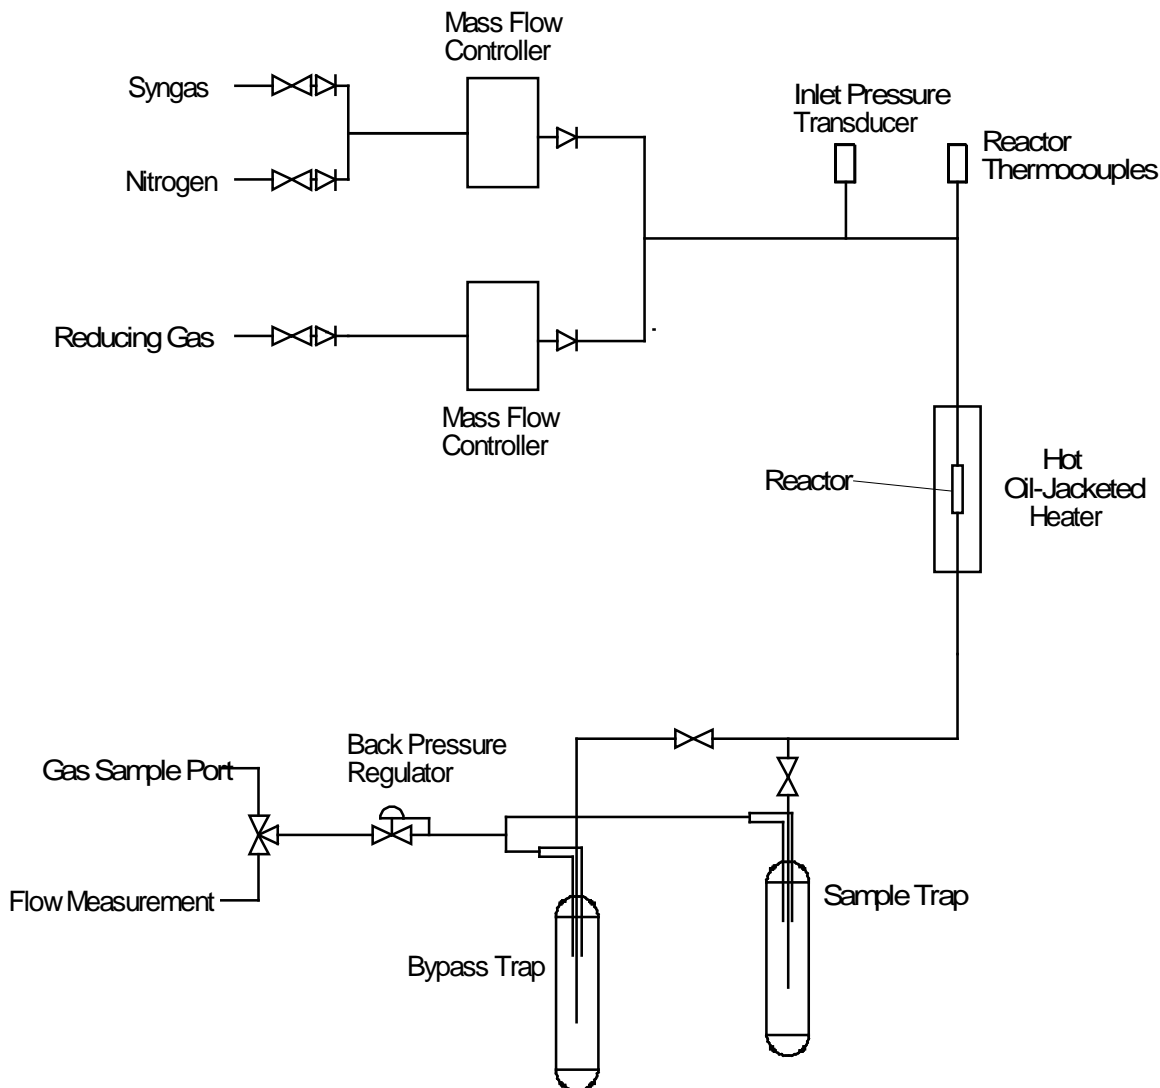 Mass Flow
Controller
Syngas
Nitrogen
Inlet Pressure
Transducer
Reactor
Thermocouples
Reducing Gas
Mass Flow
Controller
Reactor
Hot
Oil-Jacketed
Heater
Back Pressure
Regulator
Gas Sample Port
Flow Measurement
Sample Trap
Bypass Trap